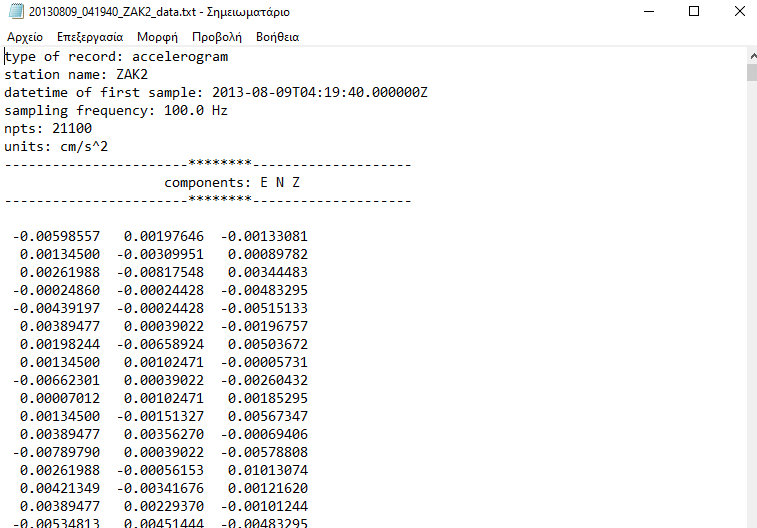 20130809_041940_ZAK2_data.txt - Σημειωματάριο
Αρχείο Επεξεργασία Μορφή Προβολή Βοήθεια
type of record: accelerogram
station name: ZAK2
datetime of first sample: 2013-08-09T04:19:40.000000Z
sampling frequency: 100.0 Hz
npts: 21100
units: cm/s^2
-----------------------********--------------------
components: E N Z
-----------------------********--------------------
-0.00598557 0.00197646 -0.00133081
0.00134500 -0.00309951 0.00089782
0.00261988 -0.00817548 0.00344483
-0.00024860 -0.00024428 -0.00483295
-0.00439197 -0.00024428 -0.00515133
0.00389477 0.00039022 -0.00196757
0.00198244 -0.00658924 0.00503672
0.00134500 0.00102471 -0.00005731
-0.00662301 0.00039022 -0.00260432
0.00007012 0.00102471 0.00185295
0.00134500 -0.00151327 0.00567347
0.00389477 0.00356270 -0.00069406
-0.00789790 0.00039022 -0.00578808
0.00261988 -0.00056153 0.01013074
0.00421349 -0.00341676 0.00121620
0.00389477 0.00229370 -0.00101244
-0.00534813 0.00451444 -0.00483295